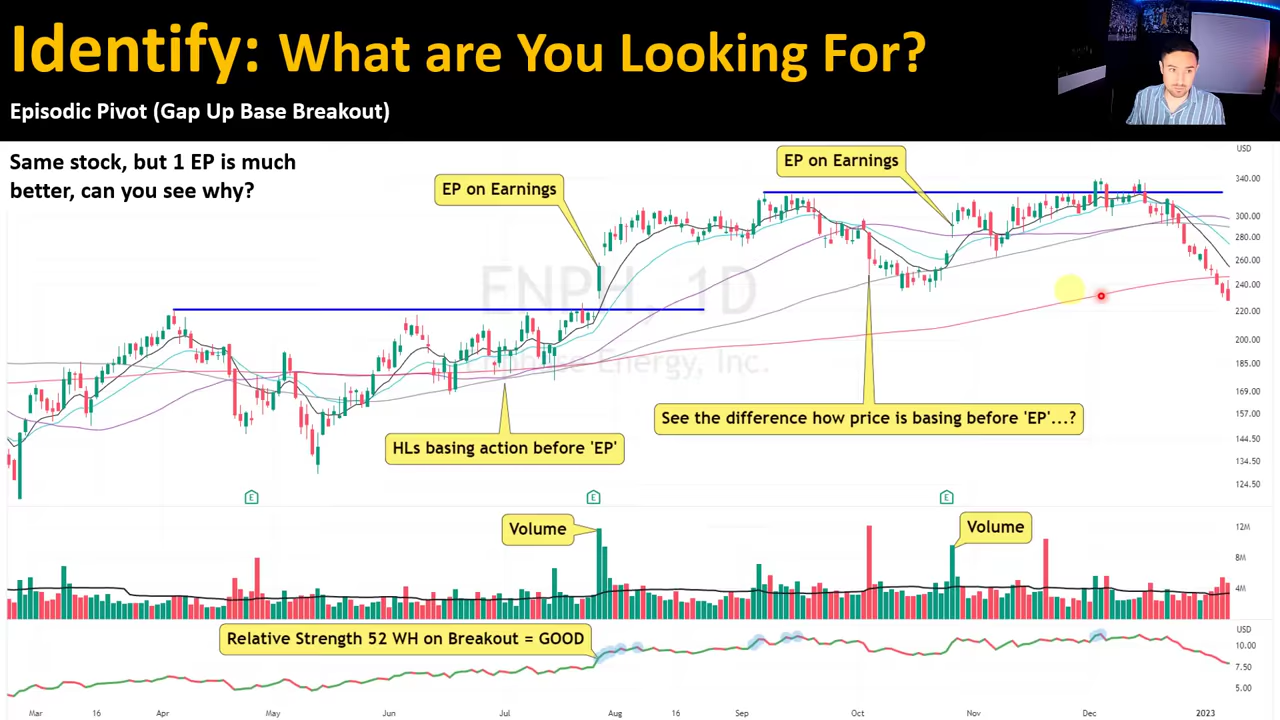 Identify: What are You Looking For?
Episodic Pivot (Gap Up Base Breakout)
Same stock, but 1 EP is much
better, can you see why?
EP on Earnings
EP on Earnings
ENPH, 1D
Enphase Energy, Inc.
HLs basing action before 'EP'
See the difference how price is basing before 'EP'...?
USD
340.00
300.00
280.00
260.00
240.00
220.00
200.00
185.00
169.00
157.00
144.50
134.50
124.50
E
E
E
Volume
Volume
12M
8M
4M
Relative Strength 52 WH on Breakout = GOOD
USD
10.00
7.50
5.00
Mar
16
Apr
May
Jun
Jul
Aug
16
Sep
Oct
Nov
Dec
2023